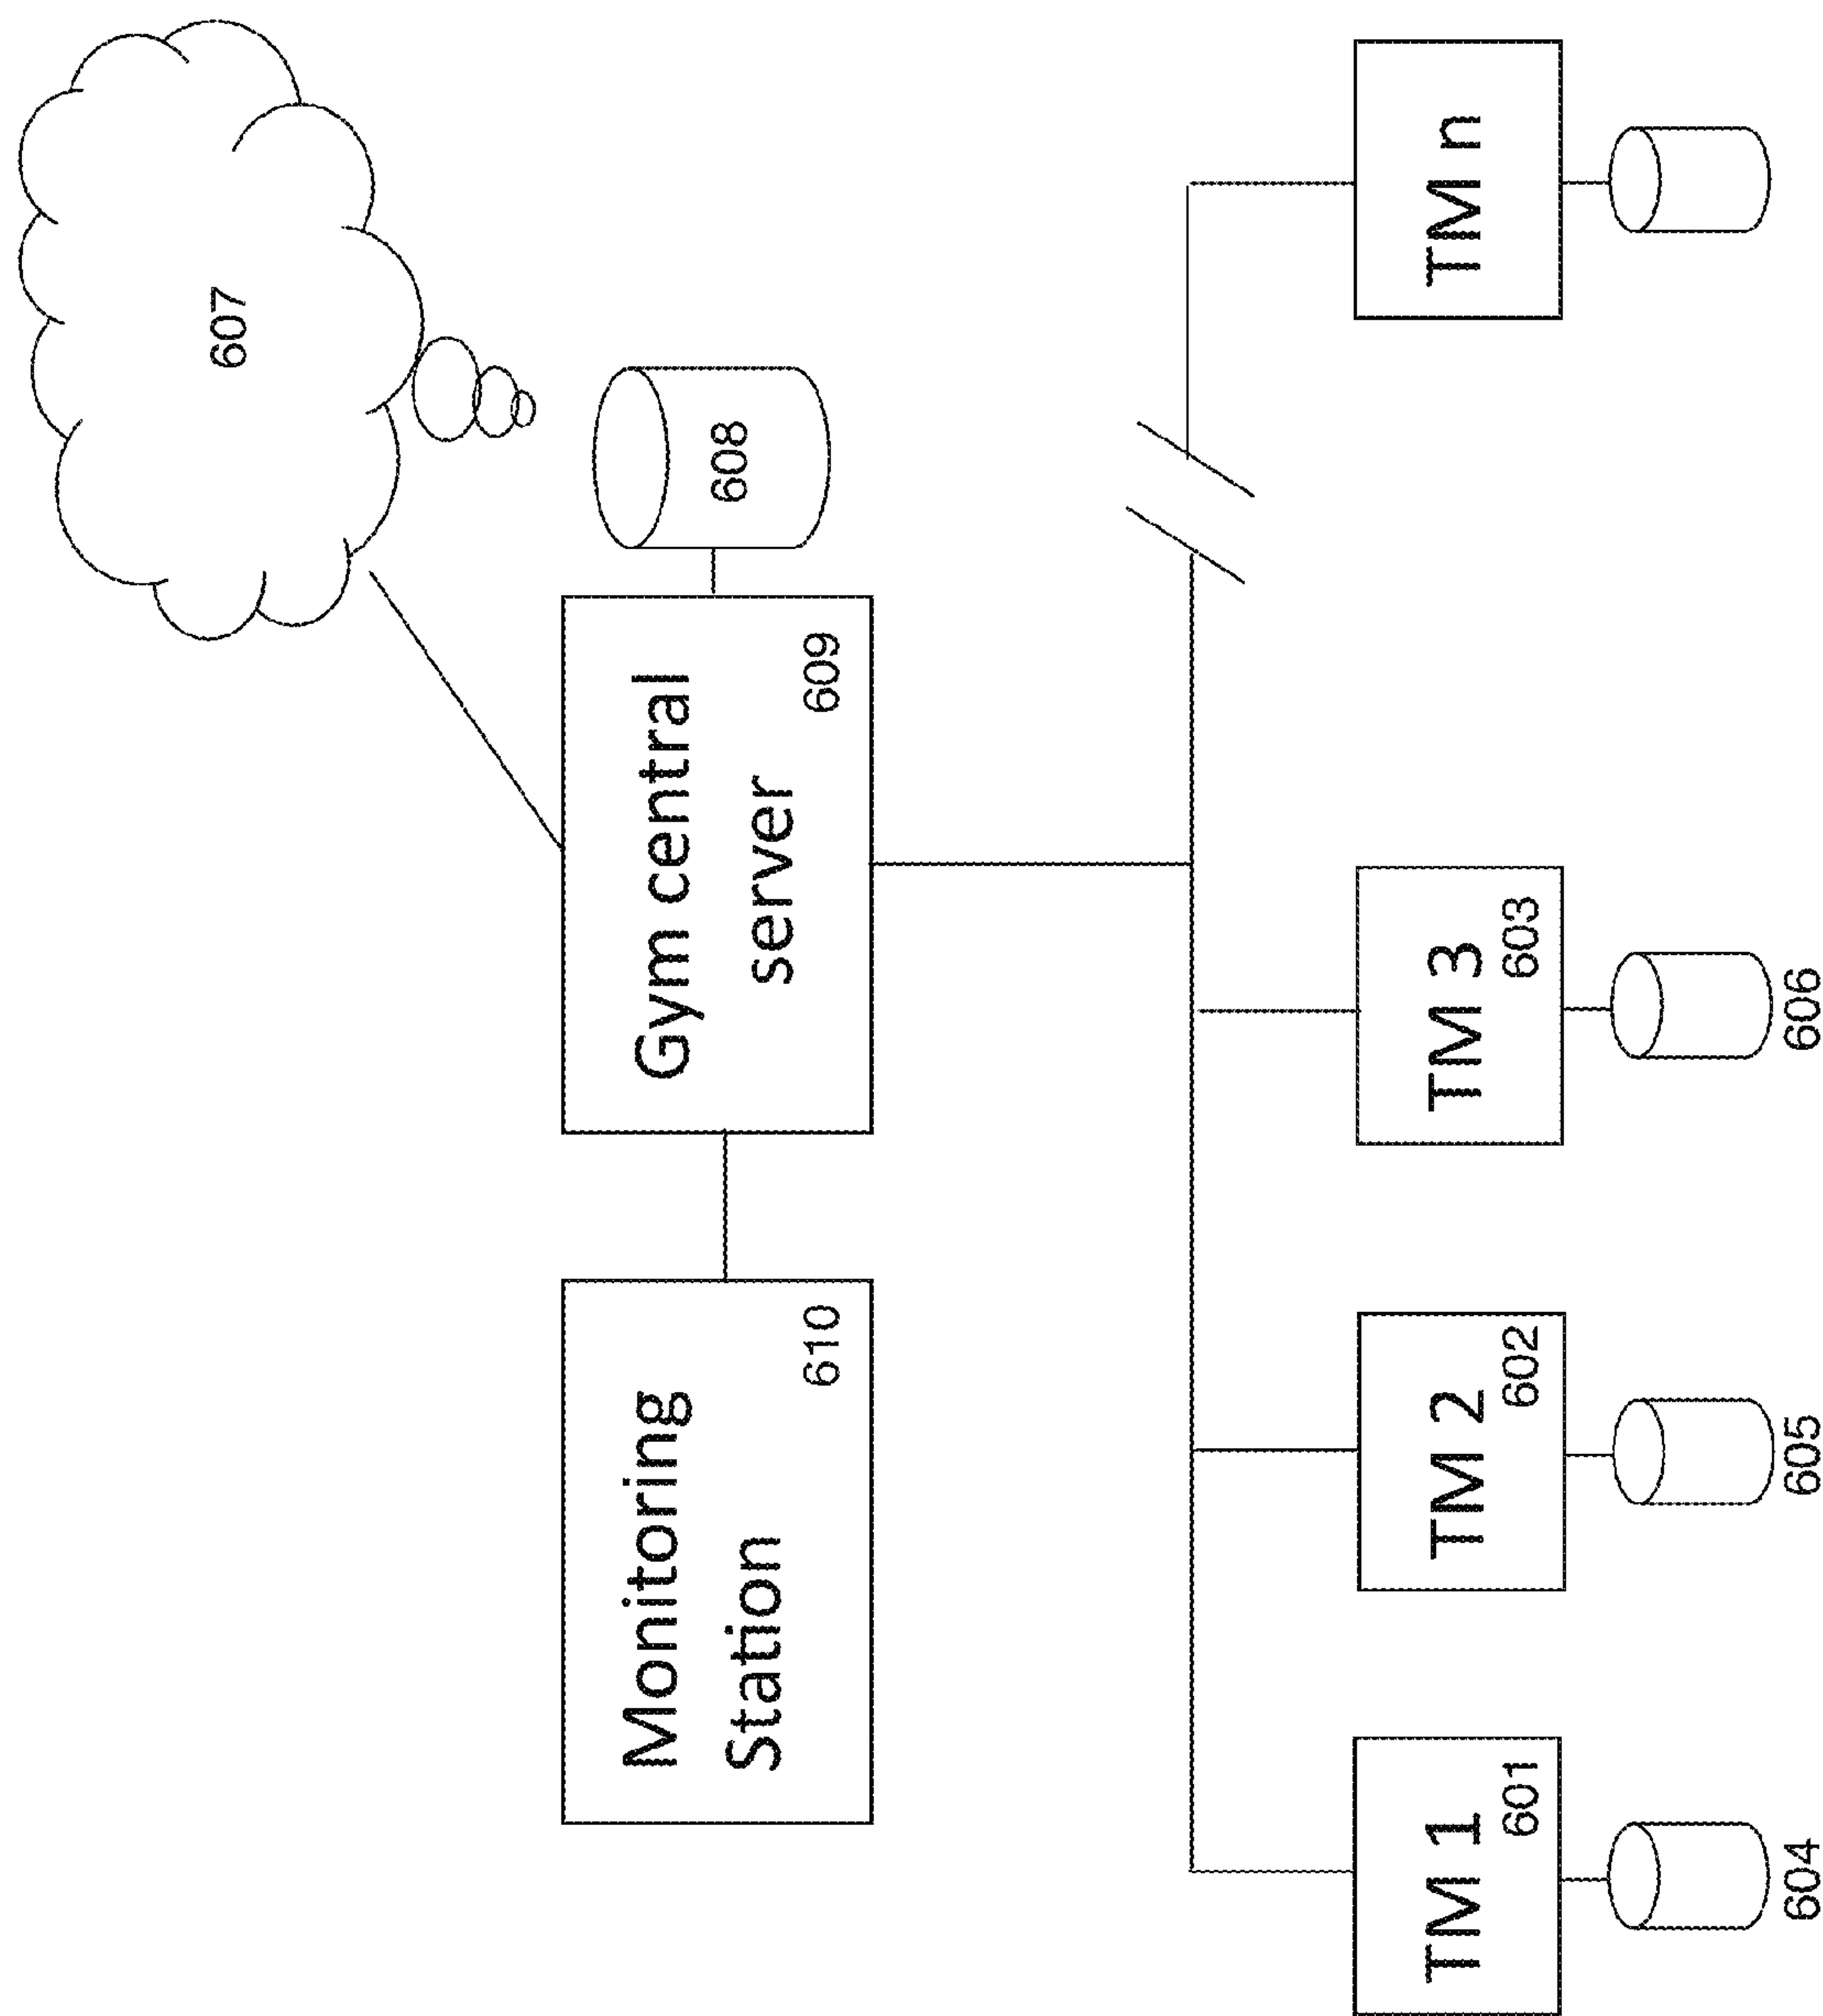 607
608
Gym central
server
609
Monitoring
Station
610
TM 1
601
TM 2
602
TM 3
603
TM n
604
605
606